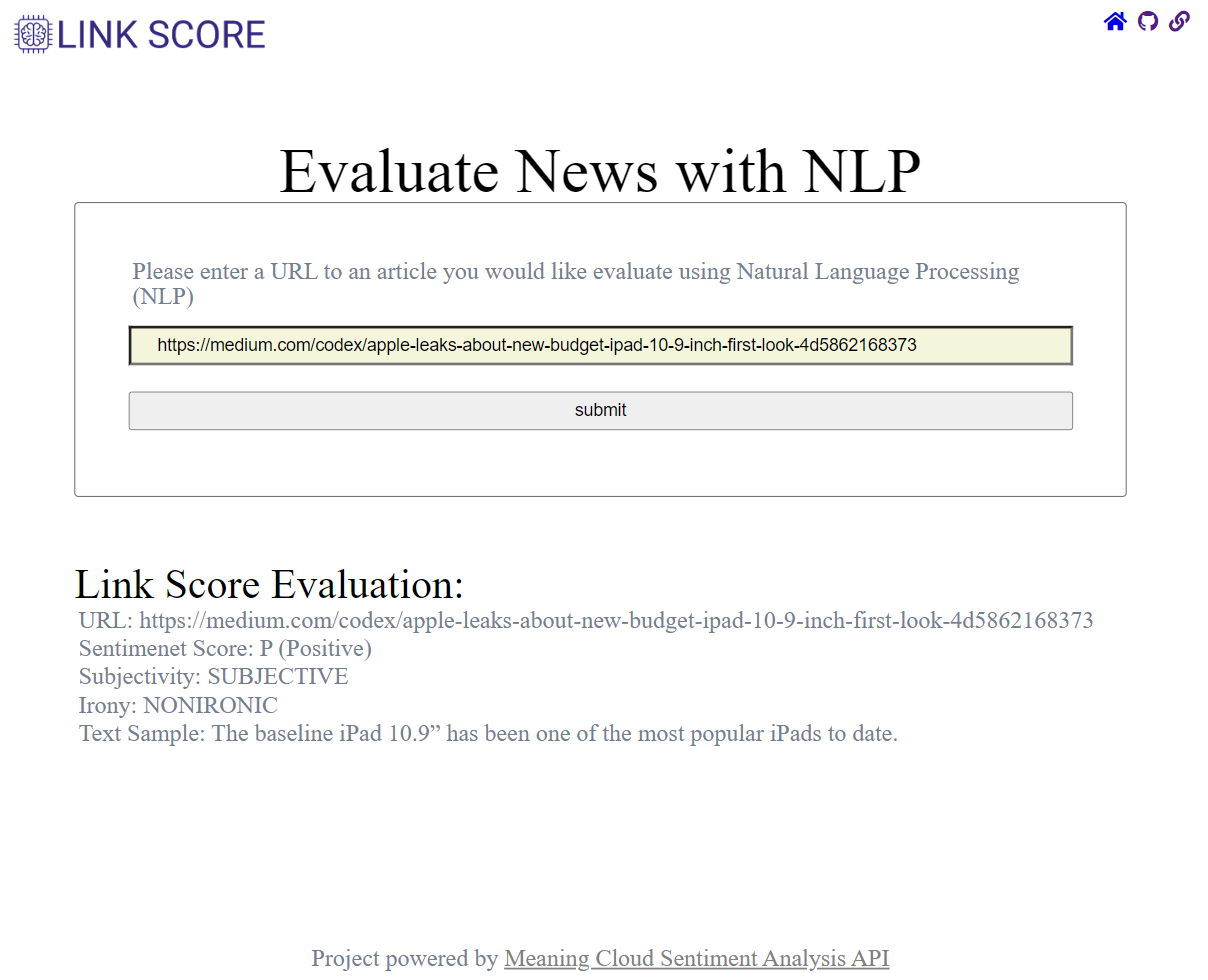 LINK SCORE
Evaluate News with NLP
Please enter a URL to an article you would like evaluate using Natural Language Processing
(NLP)
https://medium.com/codex/apple-leaks-about-new-budget-ipad-10-9-inch-first-look-4d5862168373
submit
Link Score Evaluation:
URL: https://medium.com/codex/apple-leaks-about-new-budget-ipad-10-9-inch-first-look-4d5862168373
Sentimenet Score: P (Positive)
Subjectivity: SUBJECTIVE
Irony: NONIRONIC
Text Sample: The baseline iPad 10.9” has been one of the most popular iPads to date.
Project powered by Meaning Cloud Sentiment Analysis API